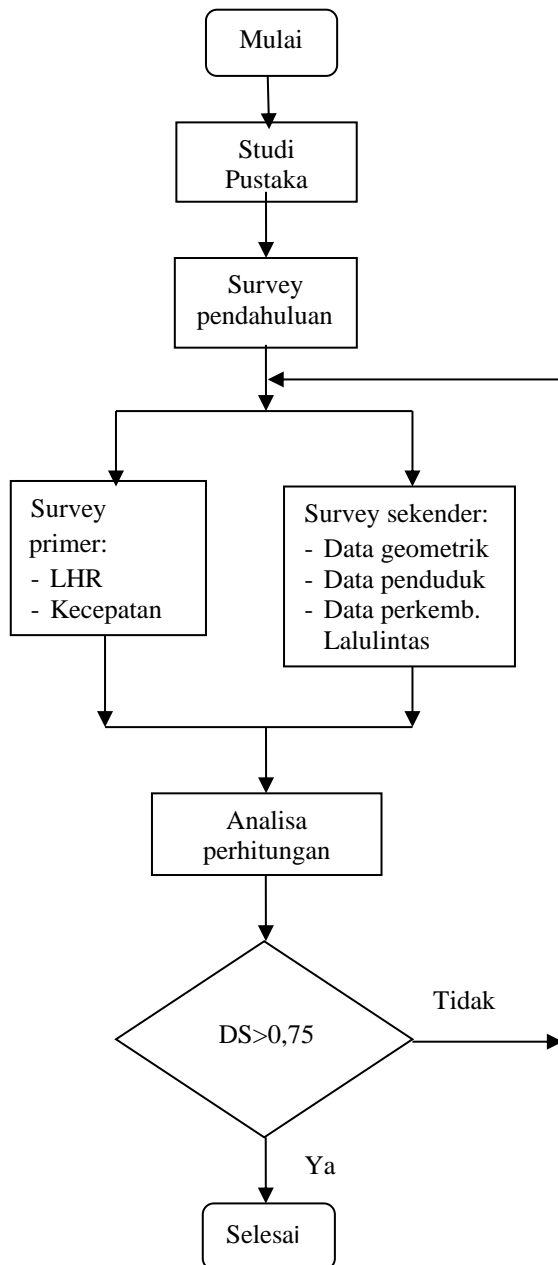 Mulai
Studi
Pustaka
Survey
pendahuluan
Survey
primer:
- LHR
- Kecepatan
Survey sekender:
- Data geometrik
- Data penduduk
- Data perkemb.
Lalulintas
Analisa
perhitungan
DS>0,75
Tidak
Ya
Selesai